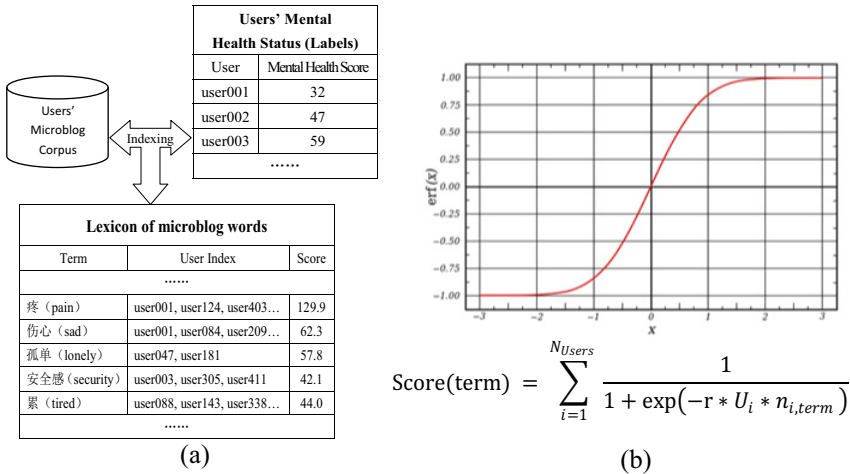 Users' Mental
Health Status (Labels)
User Mental Health Score
user001 32
user002 47
user003 59
......
Users'
Microblog
Corpus
Indexing
Lexicon of microblog words
Term User Index Score
......
疼（pain） user001, user124, user403… 129.9
伤心（sad） user001, user084, user209… 62.3
孤单（lonely） user047, user181 57.8
安全感（security） user003, user305, user411 42.1
累（tired） user088, user143, user338… 44.0
......
(a)
1.00
0.75
0.50
0.25
0.00
−0.25
−0.50
−0.75
−1.00
erf(x)
−3 −2 −1 0 1 2 3
x
Score(term) = ∑_{i=1}^{N_{Users}} 1 / (1 + exp(−r * U_i * n_{i,term}))
(b)